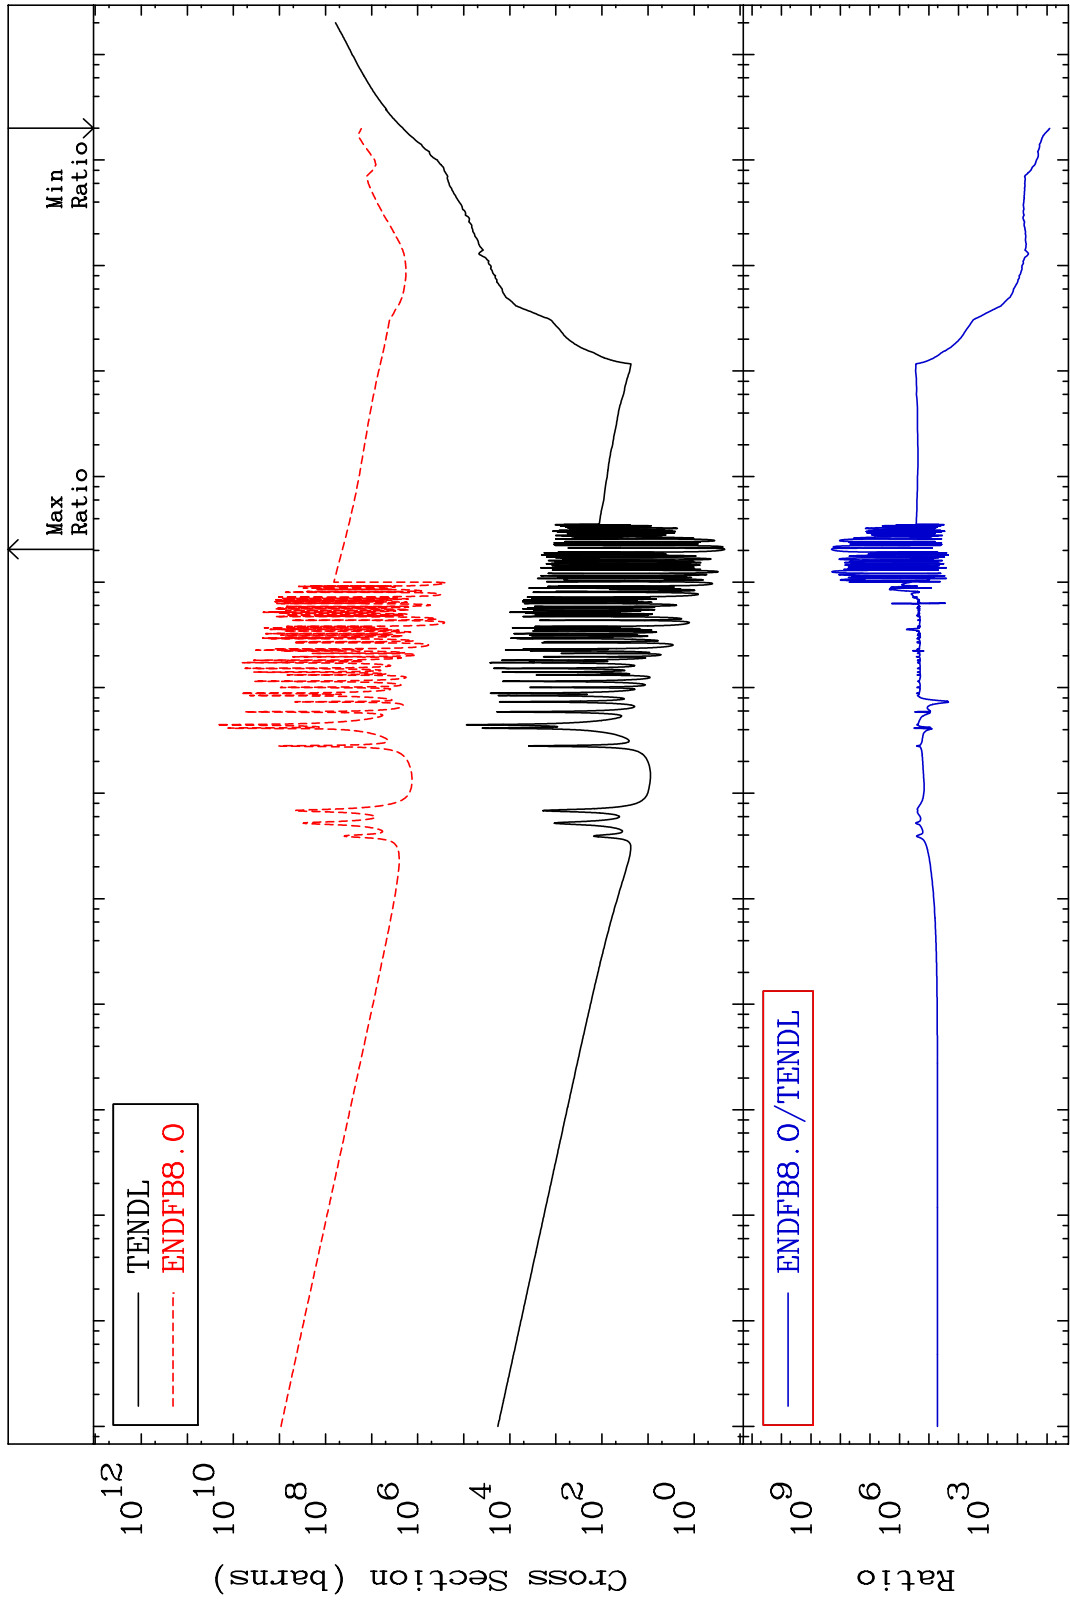 Max
Ratio
Min
Ratio
TENDL
ENDFB8.0
Cross Section (barns)
10^12
10^10
10^8
10^6
10^4
10^2
10^0
ENDFB8.0/TENDL
Ratio
10^9
10^6
10^3